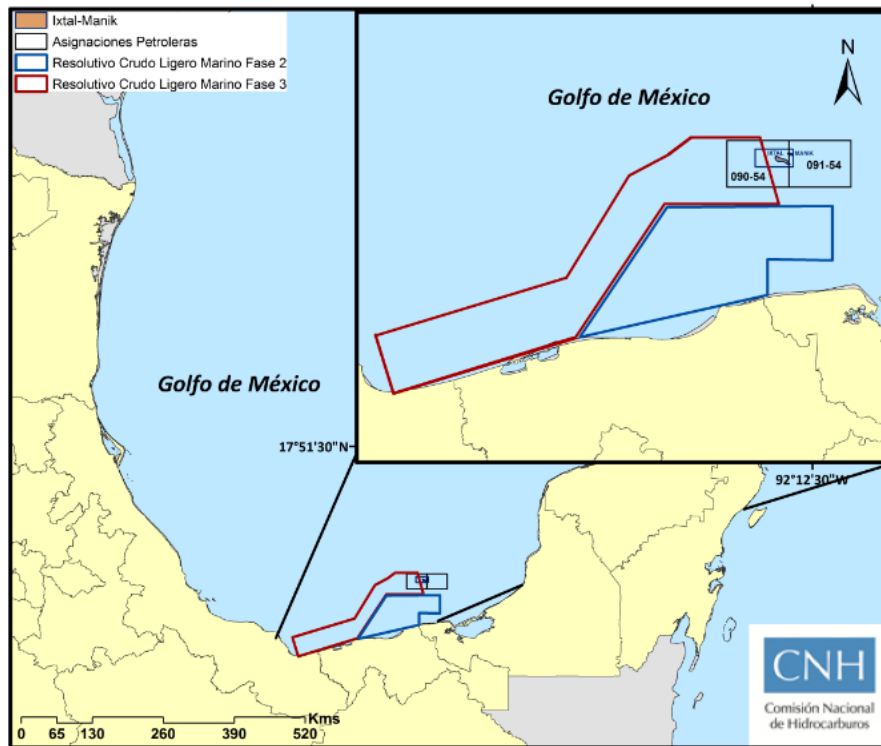 Ixtal-Manik
Asignaciones Petroleras
Resolutivo Crudo Ligero Marino Fase 2
Resolutivo Crudo Ligero Marino Fase 3
N
Golfo de México
IXTAL - MANIK
090-54
091-54
Golfo de México
17°51'30"N
92°12'30"W
CNH
Comisión Nacional
de Hidrocarburos
Kms
0 65 130 260 390 520